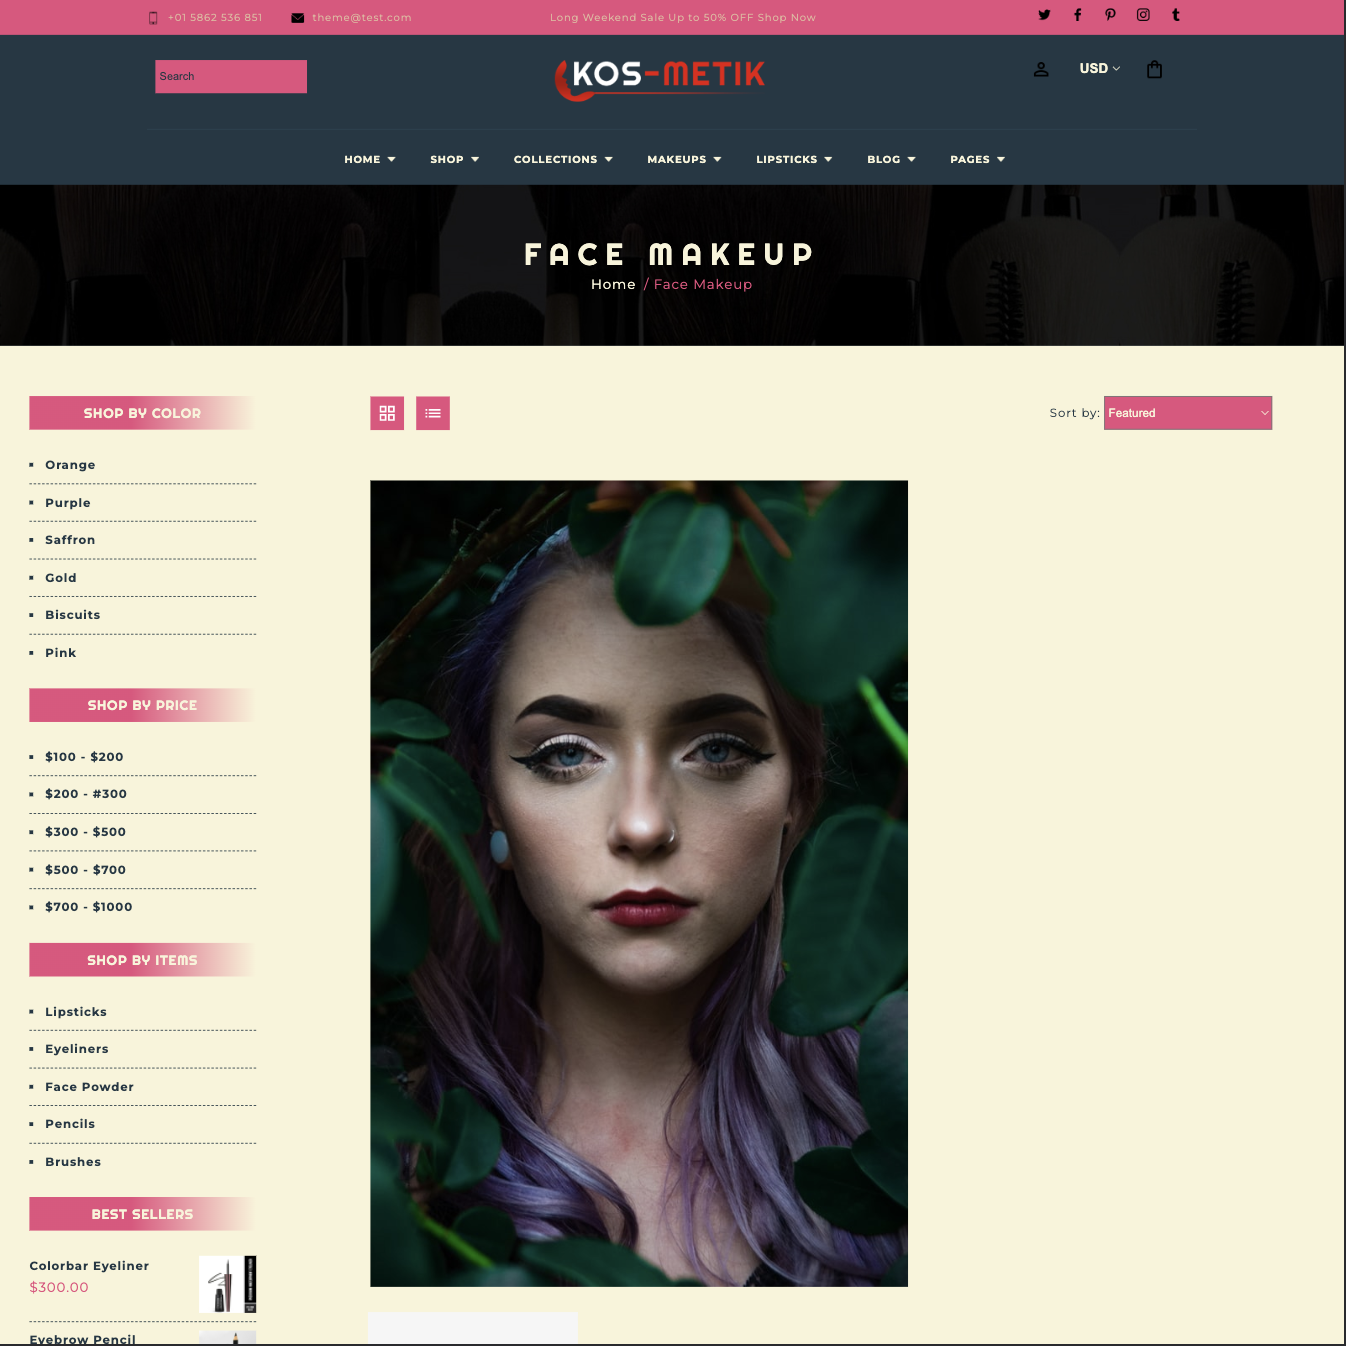 +01 5862 536 851
theme@test.com
Long Weekend Sale Up to 50% OFF Shop Now
Search
KOS-METIK
USD
HOME SHOP COLLECTIONS MAKEUPS LIPSTICKS BLOG PAGES
FACE MAKEUP
Home / Face Makeup
SHOP BY COLOR
Orange
Purple
Saffron
Gold
Biscuits
Pink
SHOP BY PRICE
$100 - $200
$200 - #300
$300 - $500
$500 - $700
$700 - $1000
SHOP BY ITEMS
Lipsticks
Eyeliners
Face Powder
Pencils
Brushes
BEST SELLERS
Colorbar Eyeliner
$300.00
Eyebrow Pencil
Sort by: Featured